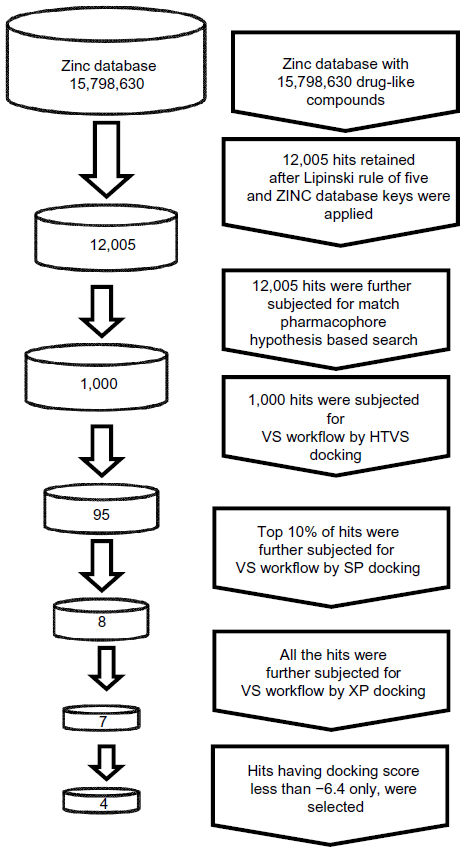 Zinc database
15,798,630
Zinc database with
15,798,630 drug-like
compounds
12,005 hits retained
after Lipinski rule of five
and ZINC database keys were
applied
12,005
12,005 hits were further
subjected for match
pharmacophore
hypothesis based search
1,000
1,000 hits were subjected
for
VS workflow by HTVS
docking
95
Top 10% of hits were
further subjected for
VS workflow by SP docking
8
All the hits were
further subjected for
VS workflow by XP docking
7
Hits having docking score
less than −6.4 only, were
selected
4